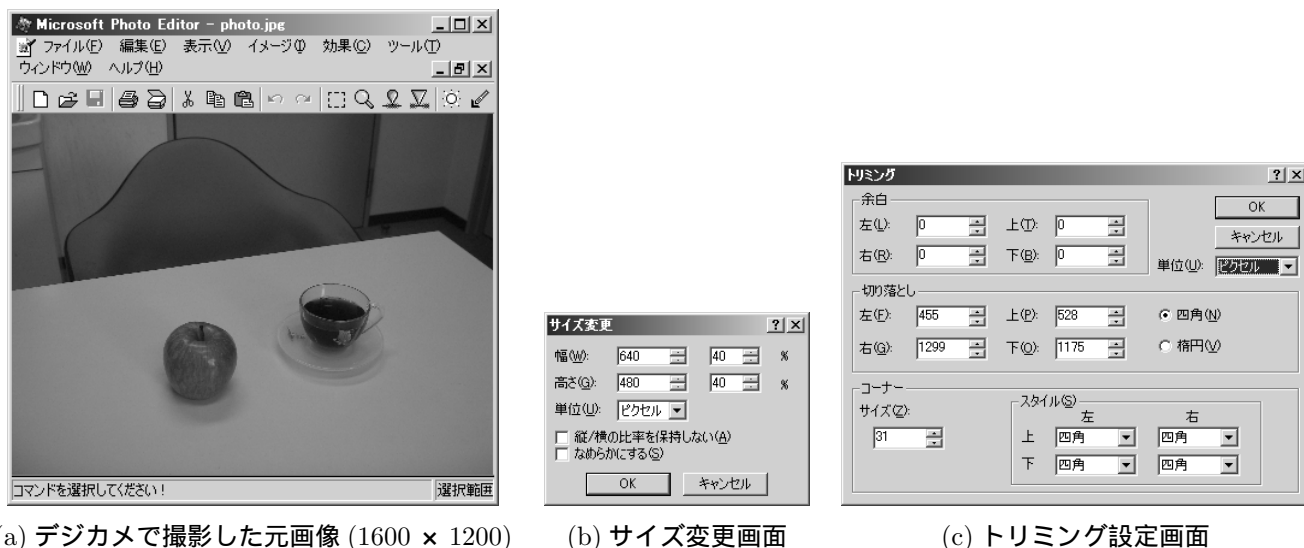 Microsoft Photo Editor - photo.jpg
ファイル(F) 編集(E) 表示(V) イメージ(I) 効果(C) ツール(T)
ウィンドウ(W) ヘルプ(H)
コマンドを選択してください!
選択範囲
サイズ変更
幅(W): 640 40 %
高さ(G): 480 40 %
単位(U): ピクセル
縦/横の比率を保持しない(A)
なめらかにする(S)
OK キャンセル
トリミング
余白
左(L): 0 上(T): 0
右(R): 0 下(B): 0
OK
キャンセル
単位(U): ピクセル
切り落とし
左(F): 455 上(P): 528
右(G): 1299 下(O): 1175
四角(N)
楕円(V)
コーナー
サイズ(Z):
31
スタイル(S)
左 右
上 四角 四角
下 四角 四角
a) デジカメで撮影した元画像 (1600 × 1200)
(b) サイズ変更画面
(c) トリミング設定画面